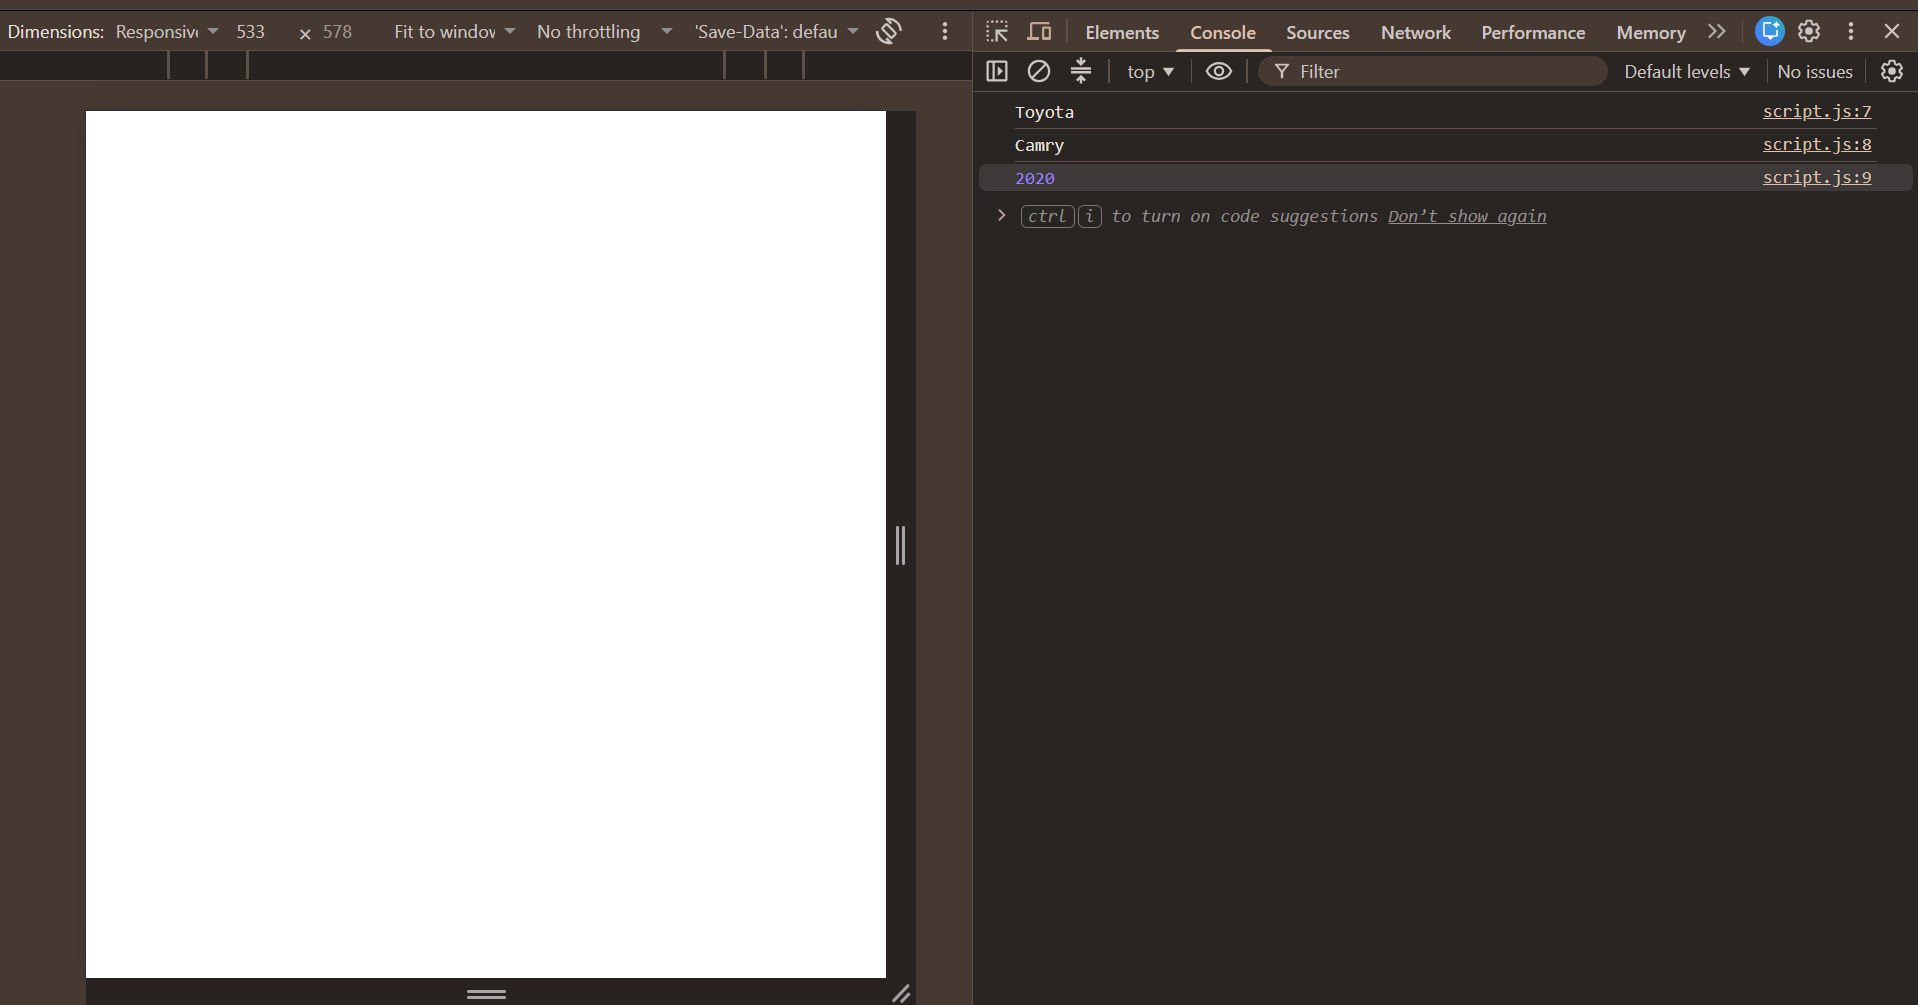 Dimensions: Responsive 533 × 578 Fit to window No throttling 'Save-Data': defau
Elements Console Sources Network Performance Memory
top Filter Default levels No issues
Toyota script.js:7
Camry script.js:8
2020 script.js:9
ctrl i to turn on code suggestions Don’t show again